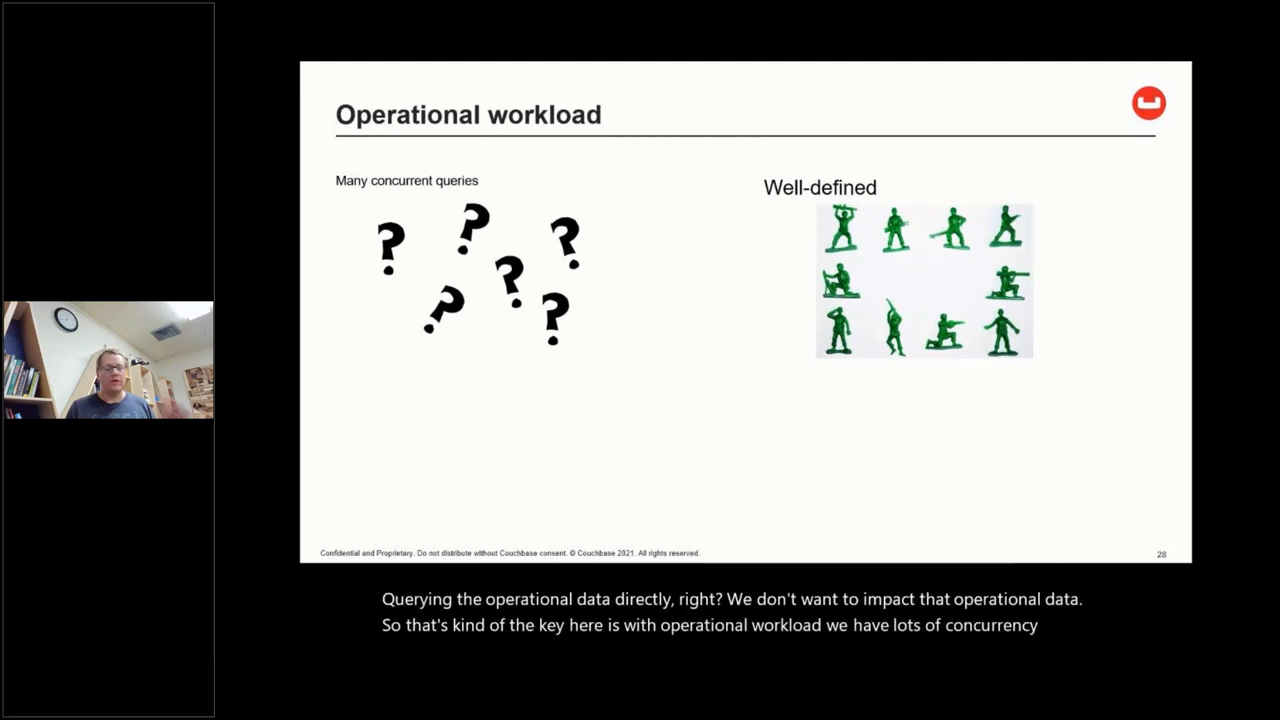 Operational workload
Many concurrent queries
Well-defined
? ? ? ? ? ?
Confidential and Proprietary. Do not distribute without Couchbase consent. © Couchbase 2021. All rights reserved.
28
Querying the operational data directly, right? We don't want to impact that operational data.
So that's kind of the key here is with operational workload we have lots of concurrency